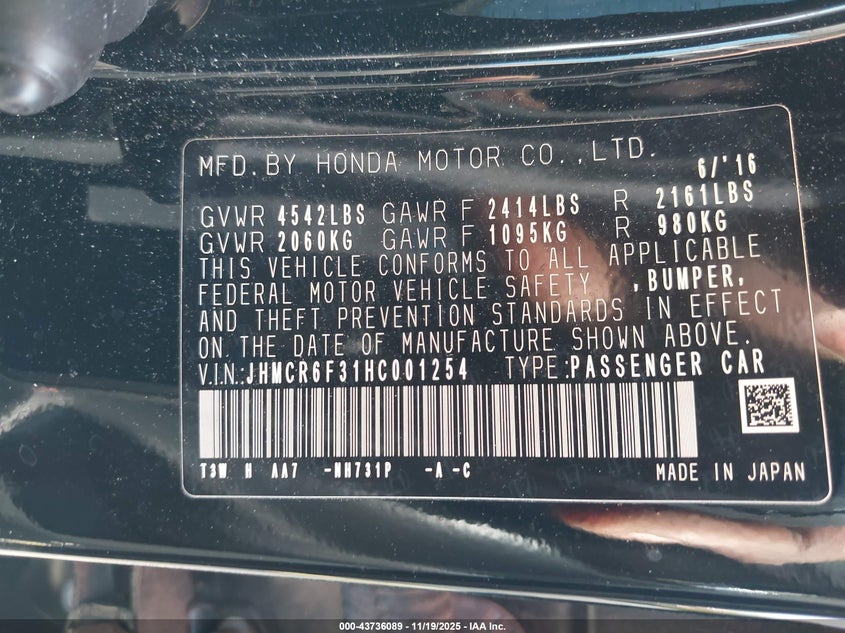 MFD.BY HONDA MOTOR CO.,LTD. 6/'16
GVWR 4542LBS GAWR F 2414LBS R 2161LBS
GVWR 2060KG GAWR F 1095KG R 980KG
THIS VEHICLE CONFORMS TO ALL APPLICABLE
FEDERAL MOTOR VEHICLE SAFETY ,BUMPER,
AND THEFT PREVENTION STANDARDS IN EFFECT
ON THE DATE OF MANUFACTURE SHOWN ABOVE.
V.I.N.:JHMCR6F31HC001254 TYPE:PASSENGER CAR
T3W H AA7 -NH731P -A -C MADE IN JAPAN
000-43736089 - 11/19/2025 - IAA Inc.